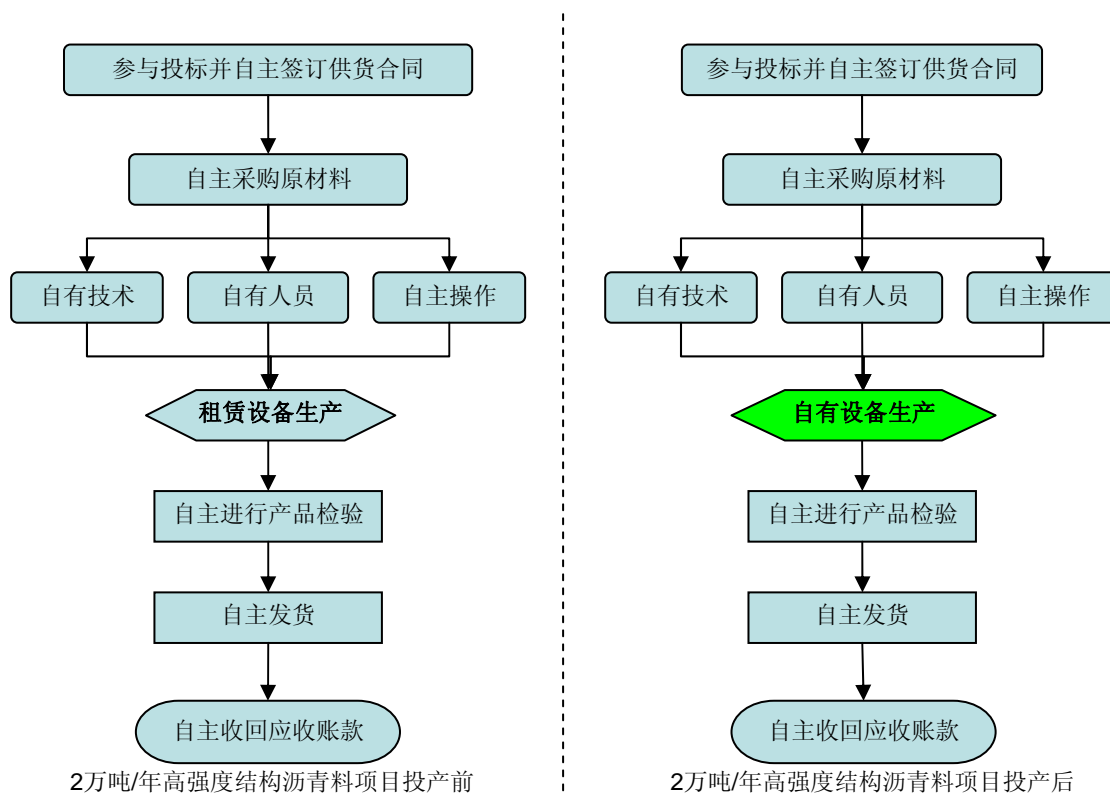 参与投标并自主签订供货合同
自主采购原材料
自有技术
自有人员
自主操作
租赁设备生产
自主进行产品检验
自主发货
自主收回应收账款
2万吨/年高强度结构沥青料项目投产前
参与投标并自主签订供货合同
自主采购原材料
自有技术
自有人员
自主操作
自有设备生产
自主进行产品检验
自主发货
自主收回应收账款
2万吨/年高强度结构沥青料项目投产后